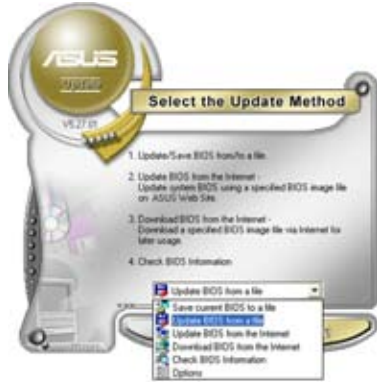 ASUS
Update
V5.27.01
Select the Update Method
1. Update/Save BIOS from/to a file.
2. Update BIOS from the Internet -
Update system BIOS using a specified BIOS image file
on ASUS Web Site.
3. Download BIOS from the Internet -
Download a specified BIOS image file via Internet for
later usage.
4. Check BIOS Information
Update BIOS from a file
Save current BIOS to a file
Update BIOS from a file
Update BIOS from the Internet
Download BIOS from the Internet
Check BIOS Information
Options